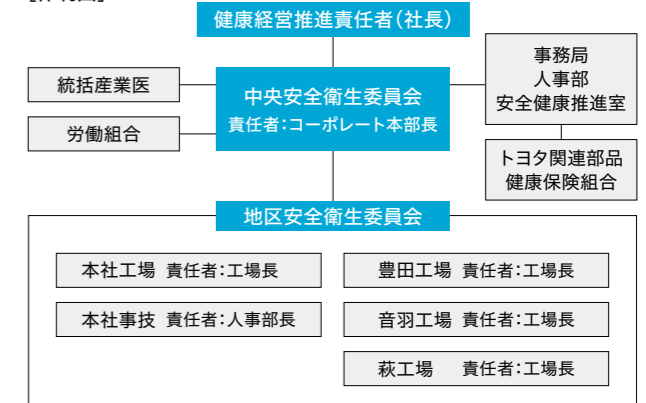 健康経営推進責任者(社長)
統括産業医
労働組合
中央安全衛生委員会
責任者:コーポレート本部長
事務局
人事部
安全健康推進室
トヨタ関連部品
健康保険組合
地区安全衛生委員会
本社工場 責任者:工場長
豊田工場 責任者:工場長
本社事技 責任者:人事部長
音羽工場 責任者:工場長
萩工場 責任者:工場長